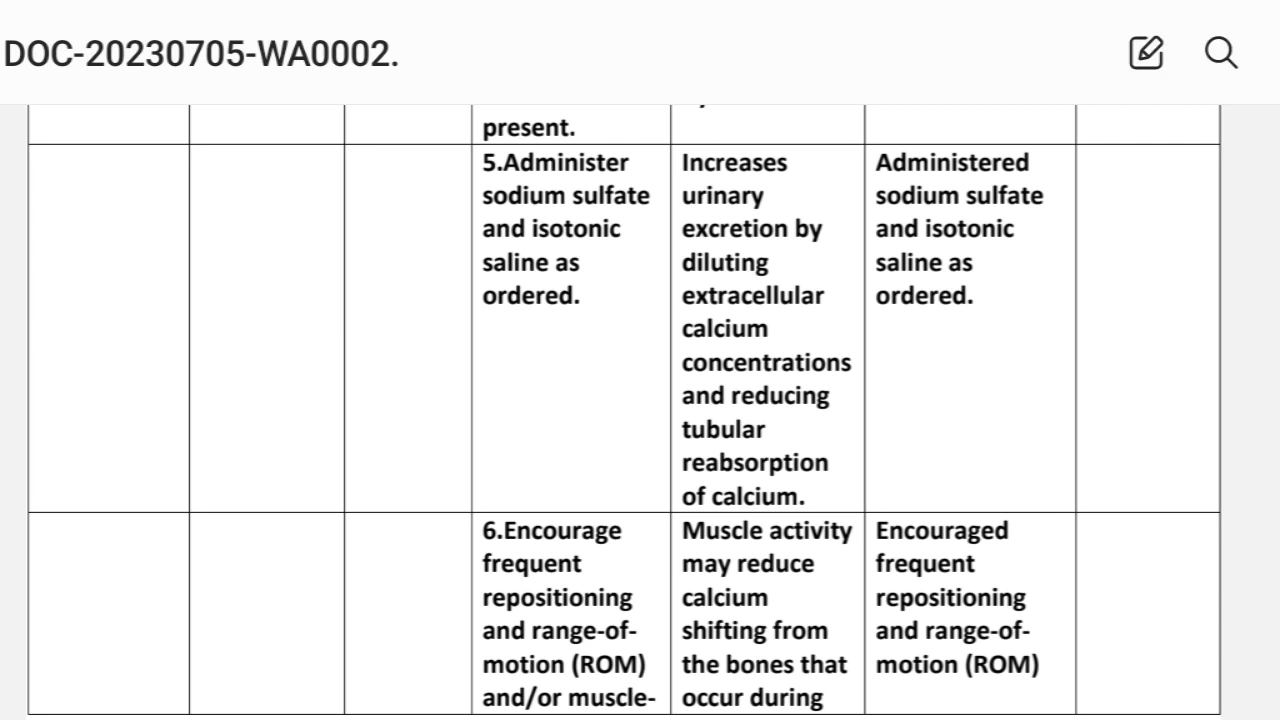 DOC-20230705-WA0002.
present.
5.Administer
sodium sulfate
and isotonic
saline as
ordered.
Increases
urinary
excretion by
diluting
extracellular
calcium
concentrations
and reducing
tubular
reabsorption
of calcium.
Administered
sodium sulfate
and isotonic
saline as
ordered.
6.Encourage
frequent
repositioning
and range-of-
motion (ROM)
and/or muscle-
Muscle activity
may reduce
calcium
shifting from
the bones that
occur during
Encouraged
frequent
repositioning
and range-of-
motion (ROM)